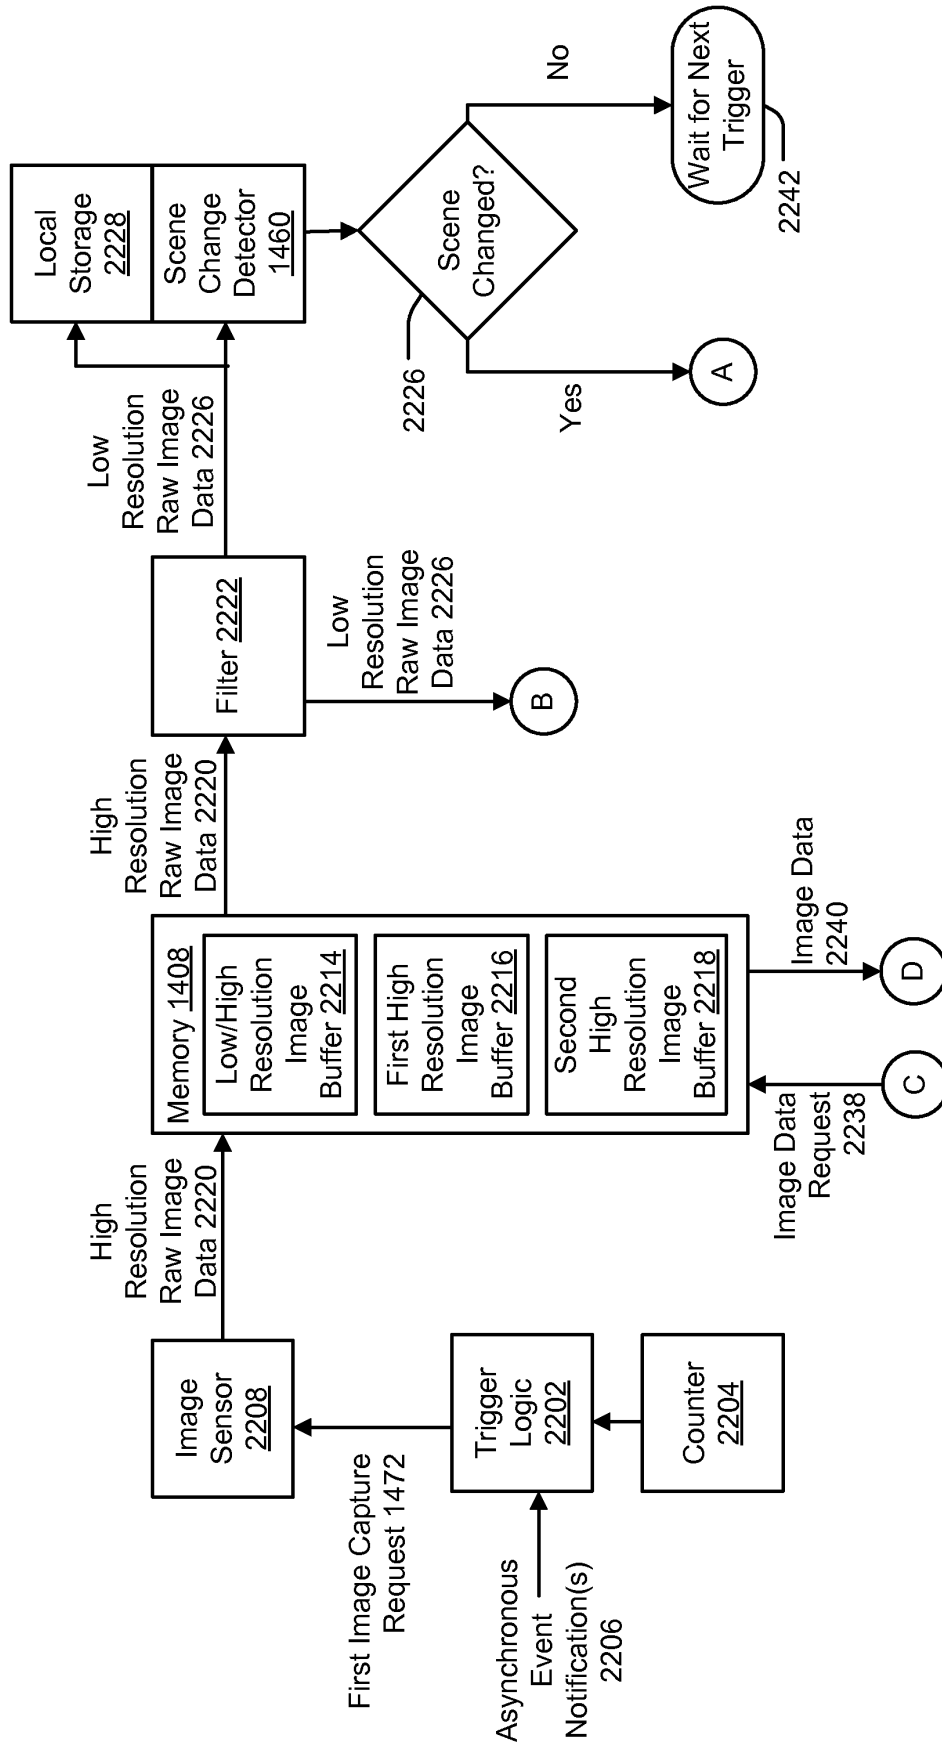 Asynchronous
Event
Notification(s)
2206
Counter
2204
Trigger
Logic
2202
First Image Capture
Request 1472
Image
Sensor
2208
High
Resolution
Raw Image
Data 2220
Memory 1408
Low/High
Resolution
Image
Buffer 2214
First High
Resolution
Image
Buffer 2216
Second
High
Resolution
Image
Buffer 2218
Image Data
Request
2238
C
Image Data
2240
D
High
Resolution
Raw Image
Data 2220
Filter 2222
Low
Resolution
Raw Image
Data 2226
B
Low
Resolution
Raw Image
Data 2226
Local
Storage
2228
Scene
Change
Detector
1460
2226
Scene
Changed?
Yes
A
No
Wait for Next
Trigger
2242